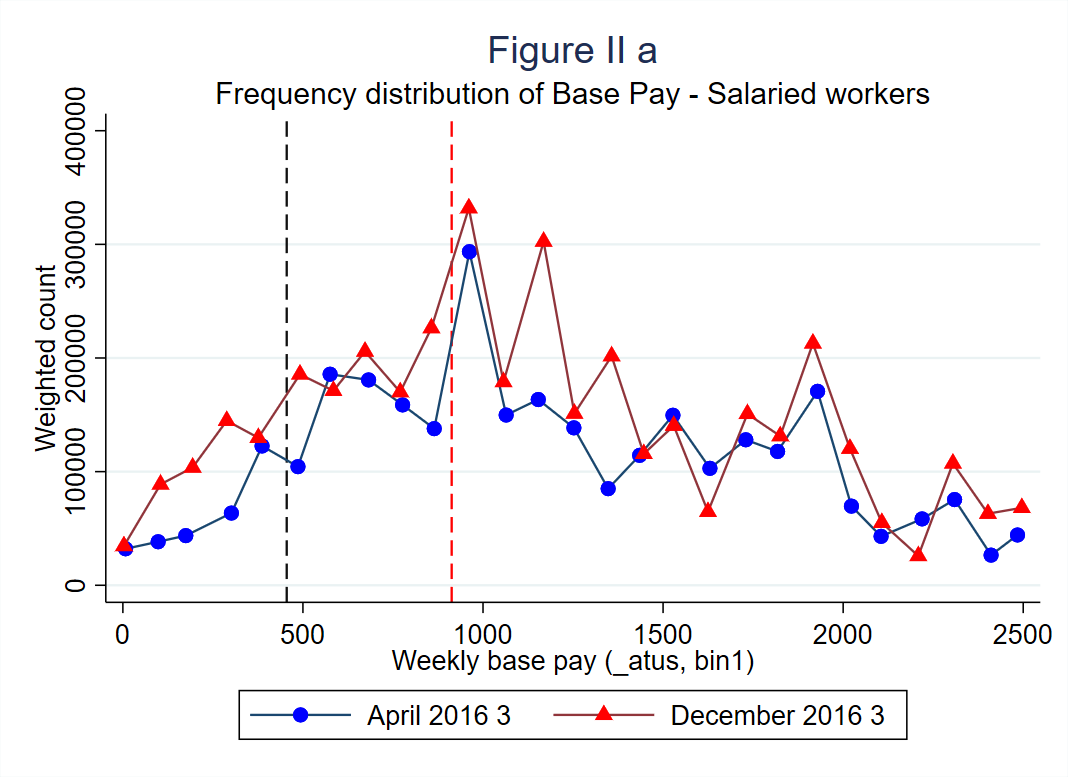 Figure II a
Frequency distribution of Base Pay - Salaried workers
Weighted count
400000
300000
200000
100000
0
0 500 1000 1500 2000 2500
Weekly base pay (_atus, bin1)
April 2016 3 December 2016 3